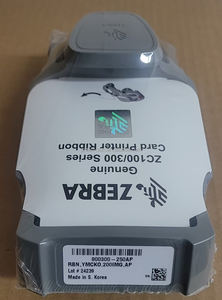 Genuine
ZC100/300 Series
Card Printer Ribbon
ZEBRA
800300-250AP
RBN,YMCKO,200IMG,AP
Lot # 24239
Made in S. Korea